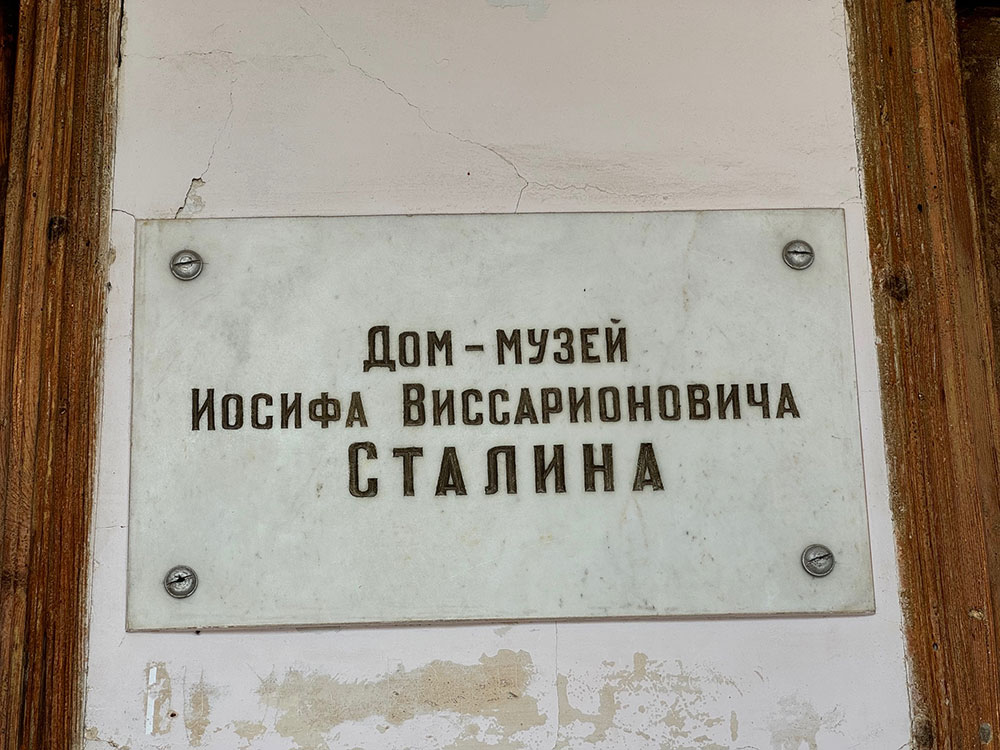 Дом - музей
Иосифа Виссарионовича
Сталина